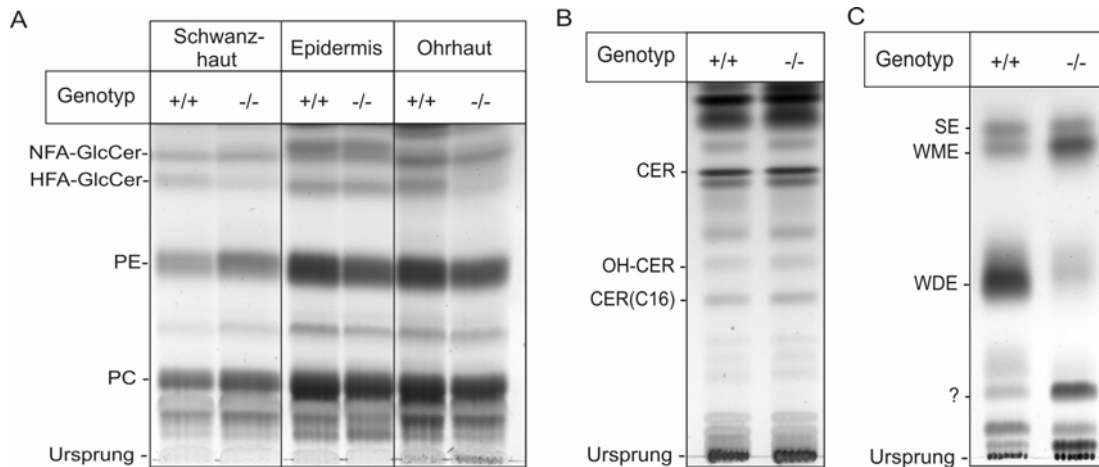 A
Schwanz-
haut
Epidermis
Ohrhaut
Genotyp
+/+
-/-
+/+
-/-
+/+
-/-
NFA-GlcCer-
HFA-GlcCer-
PE-
PC -
Ursprung -
B
Genotyp
+/+
-/-
CER -
OH-CER -
CER(C16) -
Ursprung -
C
Genotyp
+/+
-/-
SE -
WME -
WDE -
? -
Ursprung -